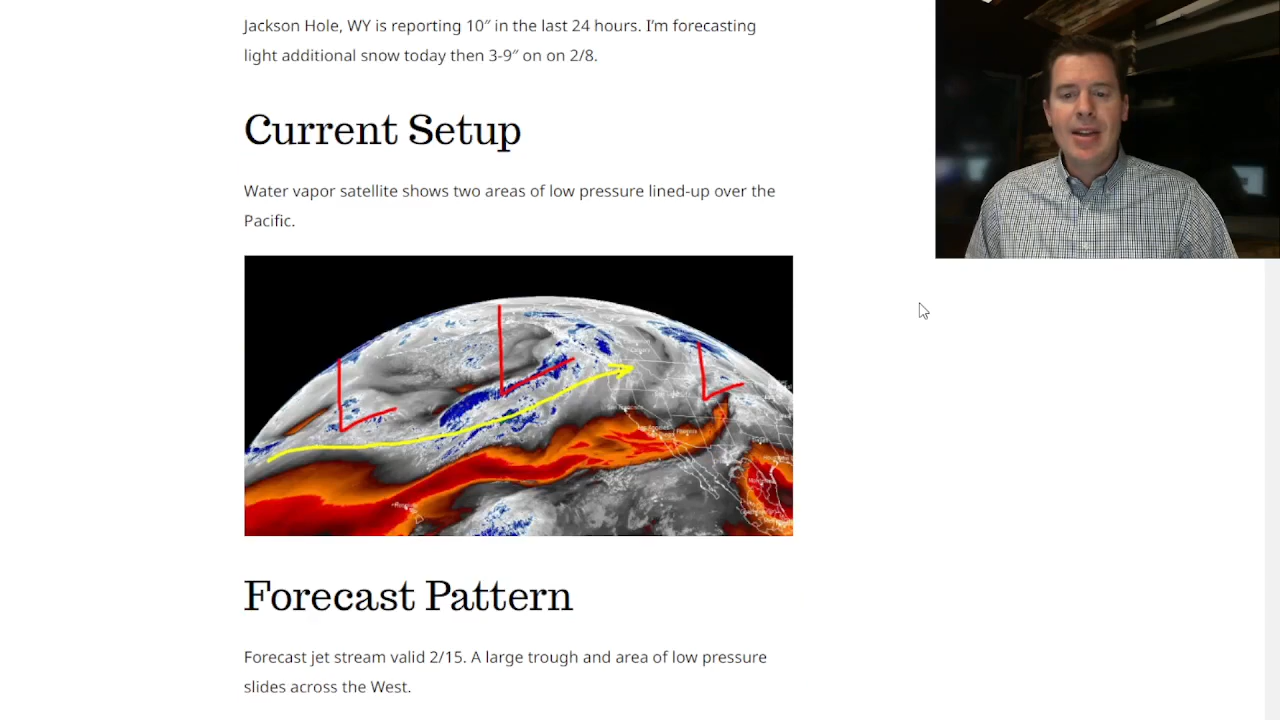 Jackson Hole, WY is reporting 10″ in the last 24 hours. I’m forecasting
light additional snow today then 3-9″ on on 2/8.
Current Setup
Water vapor satellite shows two areas of low pressure lined-up over the
Pacific.
L
L
L
Forecast Pattern
Forecast jet stream valid 2/15. A large trough and area of low pressure
slides across the West.